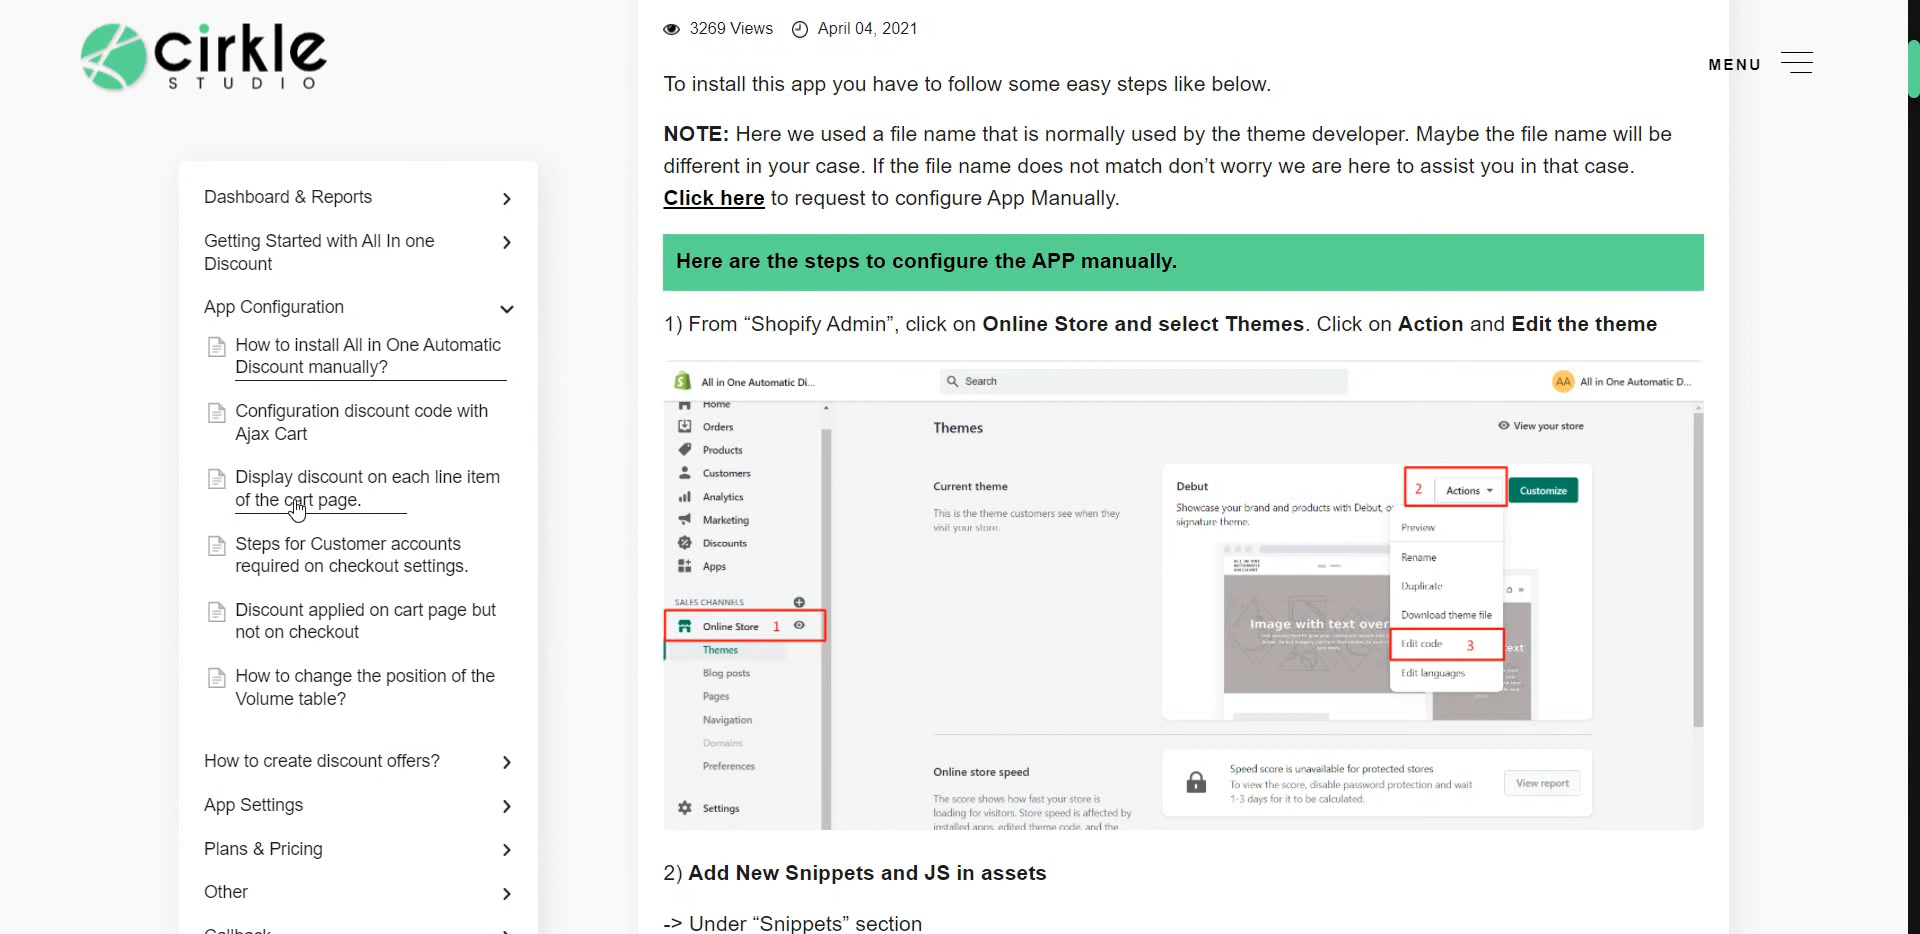 cirkle
STUDIO
MENU
Dashboard & Reports
Getting Started with All In one
Discount
App Configuration
How to install All in One Automatic
Discount manually?
Configuration discount code with
Ajax Cart
Display discount on each line item
of the cart page.
Steps for Customer accounts
required on checkout settings.
Discount applied on cart page but
not on checkout
How to change the position of the
Volume table?
How to create discount offers?
App Settings
Plans & Pricing
Other
Callback
3269 Views April 04, 2021
To install this app you have to follow some easy steps like below.
NOTE: Here we used a file name that is normally used by the theme developer. Maybe the file name will be
different in your case. If the file name does not match don’t worry we are here to assist you in that case.
Click here to request to configure App Manually.
Here are the steps to configure the APP manually.
1) From “Shopify Admin”, click on Online Store and select Themes. Click on Action and Edit the theme
All in One Automatic Di...
Search
AA All in One Automatic D...
Home
Orders
Products
Customers
Analytics
Marketing
Discounts
Apps
SALES CHANNELS
Online Store 1
Themes
Blog posts
Pages
Navigation
Domains
Preferences
Settings
Themes
View your store
Current theme
This is the theme customers see when they
visit your store.
Debut
Showcase your brand and products with Debut, o
signature theme.
2 Actions
Customize
Preview
Rename
Duplicate
Download theme file
Edit code 3
Edit languages
ALL IN ONE
AUTOMATIC
DISCOUNT
Image with text over
ext
Online store speed
The score shows how fast your store is
loading for visitors. Store speed is affected by
installed apps, edited theme code, and the
Speed score is unavailable for protected stores
To view the score, disable password protection and wait
1-3 days for it to be calculated.
View report
2) Add New Snippets and JS in assets
-> Under “Snippets” section